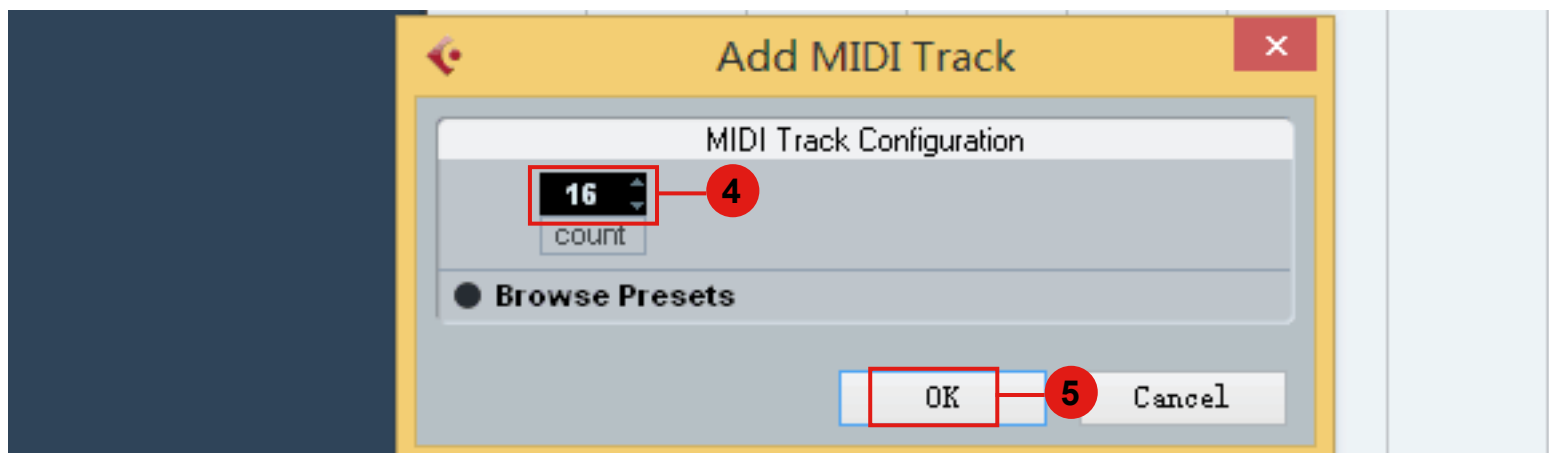 Add MIDI Track
MIDI Track Configuration
16
4
count
Browse Presets
OK
5
Cancel